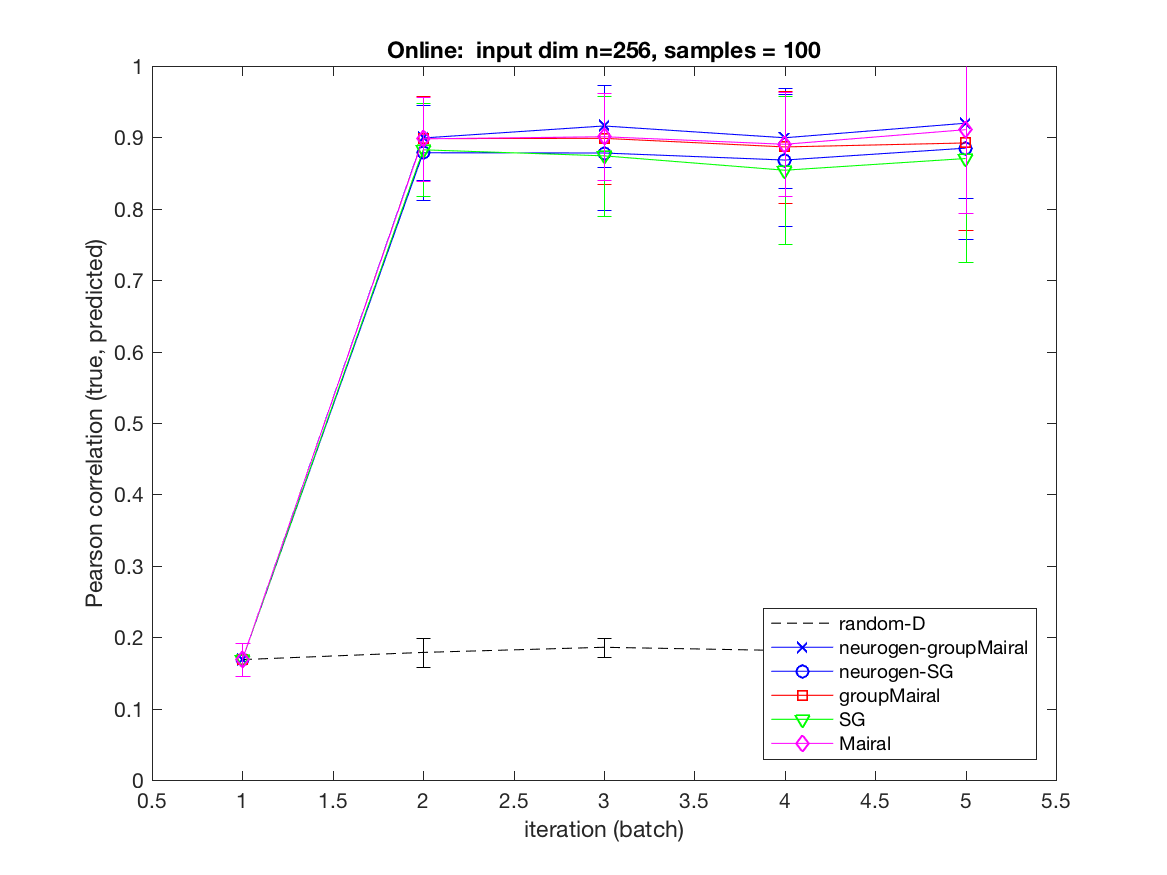 Online: input dim n=256, samples = 100
1
0.9
0.8
0.7
0.6
0.5
0.4
0.3
0.2
0.1
0
Pearson correlation (true, predicted)
0.5 1 1.5 2 2.5 3 3.5 4 4.5 5 5.5
iteration (batch)
random-D
neurogen-groupMairal
neurogen-SG
groupMairal
SG
Mairal